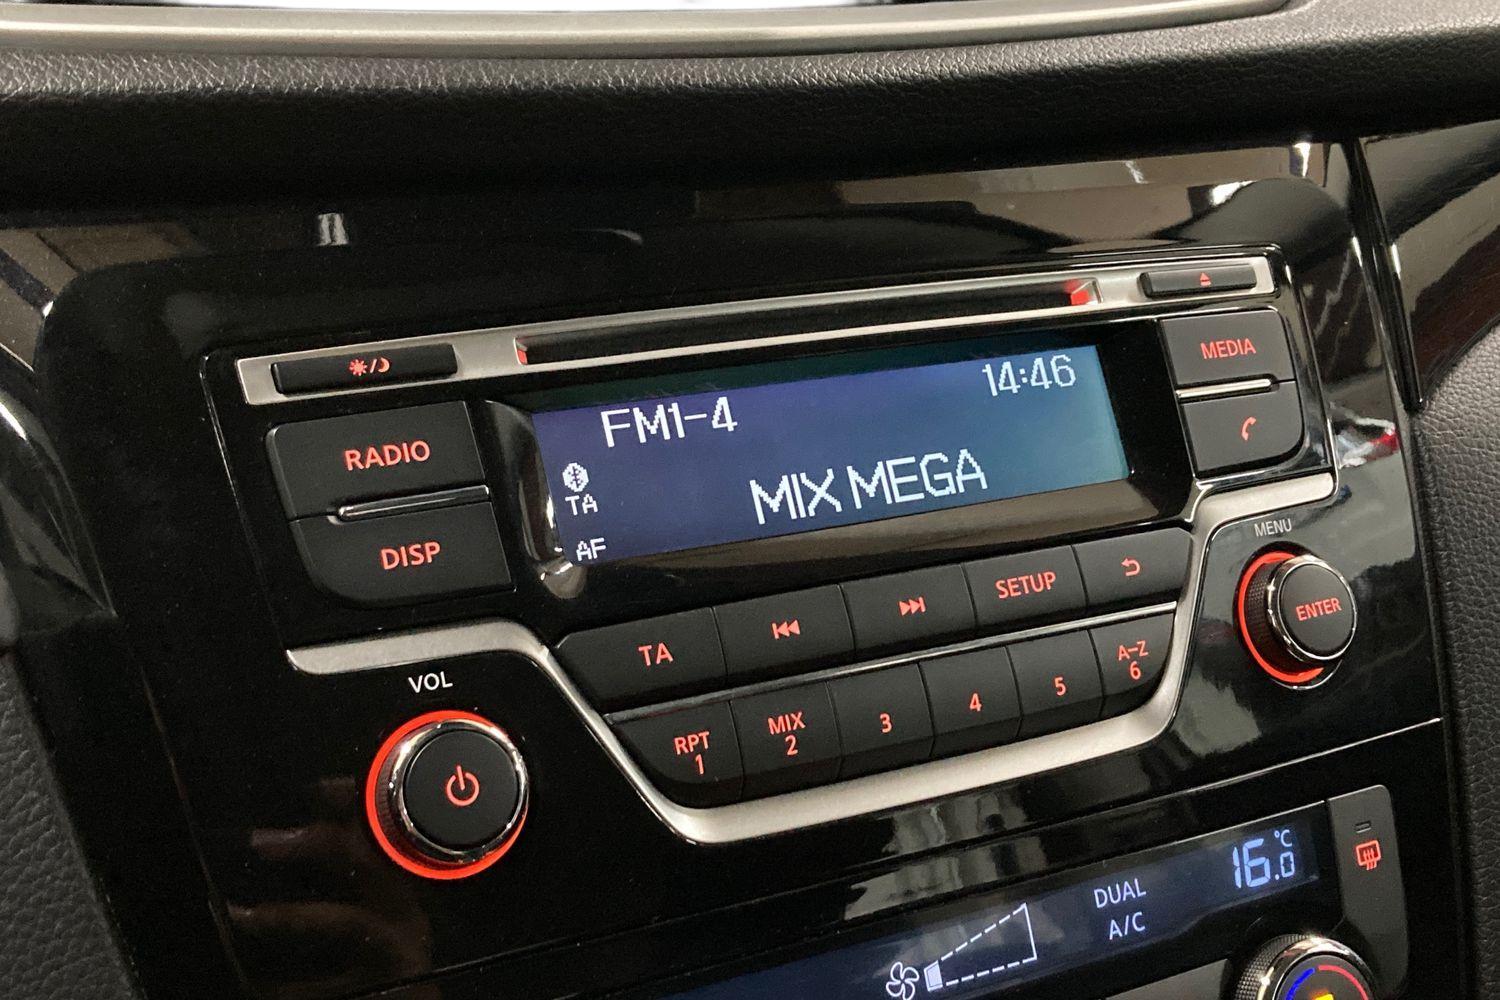 MEDIA
14:46
FM1-4
RADIO
TA
MIX MEGA
AF
DISP
MENU
SETUP
ENTER
TA
VOL
A-Z
6
5
4
3
MIX
2
RPT
1
16.0 °C
DUAL
A/C